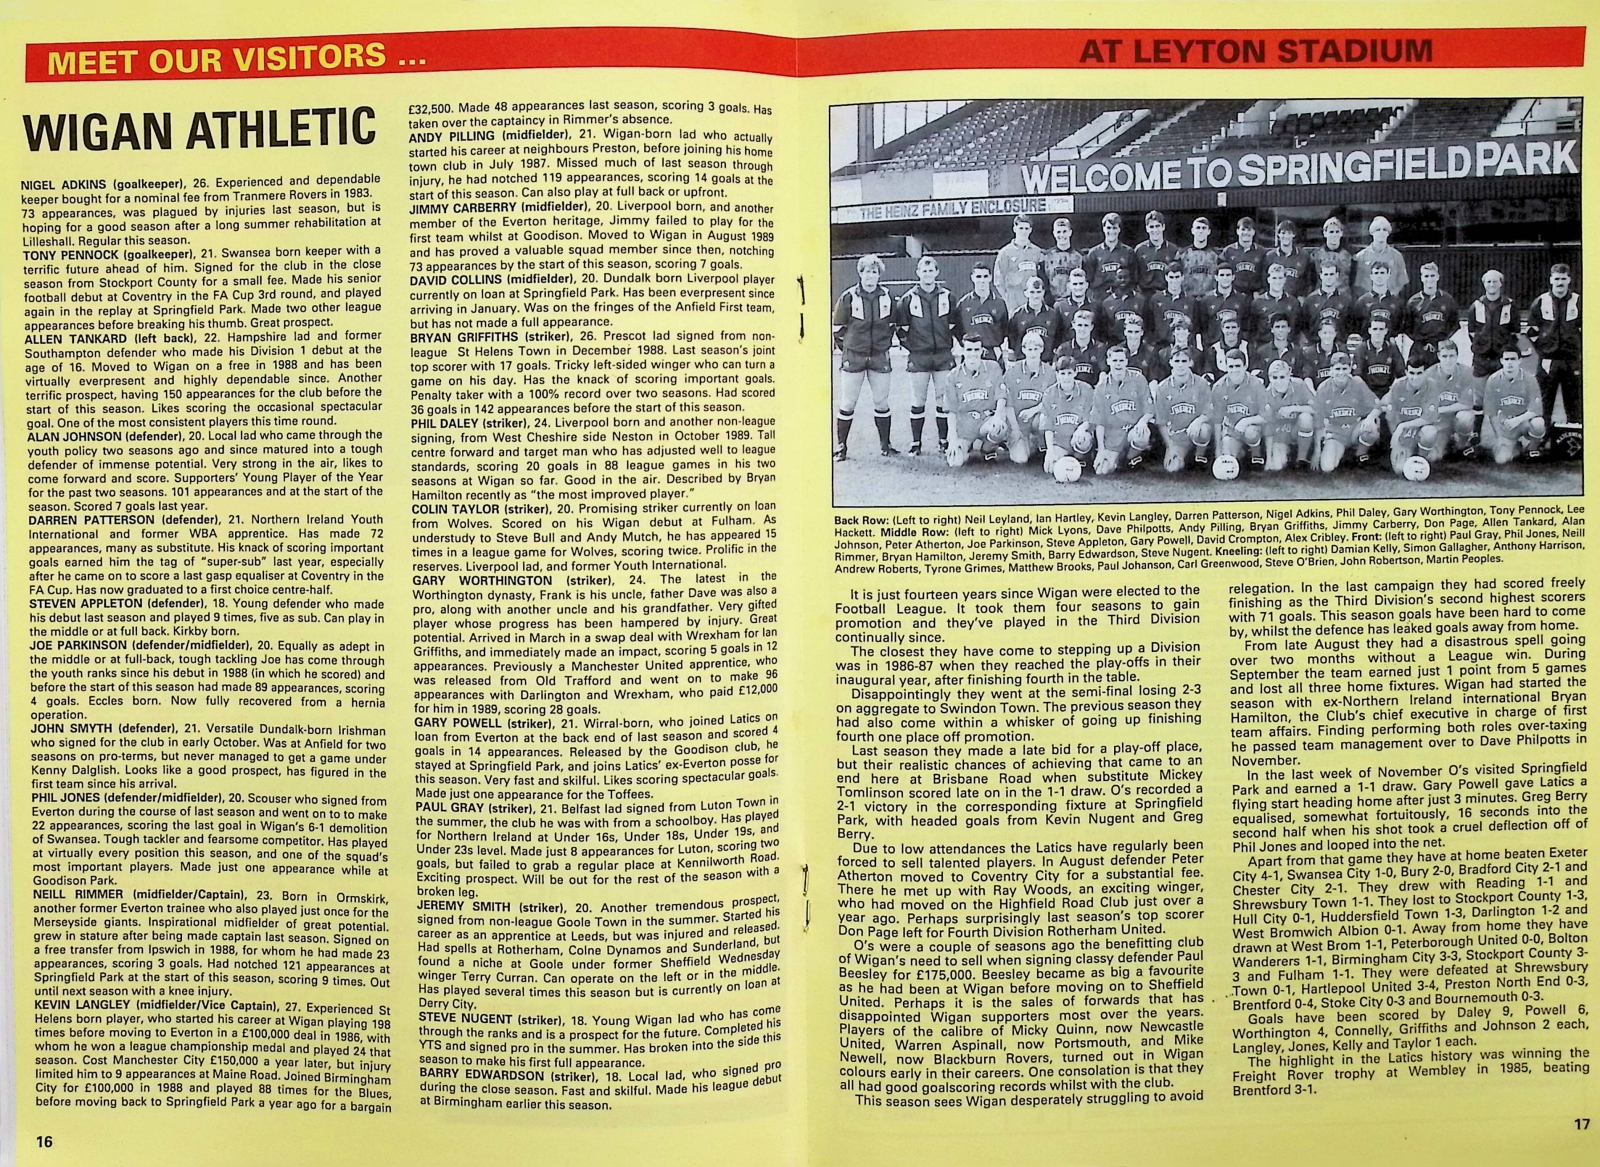 MEET OUR VISITORS ...
WIGAN ATHLETIC
NIGEL ADKINS (goalkeeper), 26. Experienced and dependable
keeper bought for a nominal fee from Tranmere Rovers in 1983.
73 appearances, was plagued by injuries last season, but is
hoping for a good season after a long summer rehabilitation at
Lilleshall. Regular this season.
TONY PENNOCK (goalkeeper), 21. Swansea born keeper with a
terrific future ahead of him. Signed for the club in the close
season from Stockport County for a small fee. Made his senior
football debut at Coventry in the FA Cup 3rd round, and played
again in the replay at Springfield Park. Made two other league
appearances before breaking his thumb. Great prospect.
ALLEN TANKARD (left back), 22. Hampshire lad and former
Southampton defender who made his Division 1 debut at the
age of 16. Moved to Wigan on a free in 1988 and has been
virtually everpresent and highly dependable since. Another
terrific prospect, having 150 appearances for the club before the
start of this season. Likes scoring the occasional spectacular
goal. One of the most consistent players this time round.
ALAN JOHNSON (defender), 20. Local lad who came through the
youth policy two seasons ago and since matured into a tough
defender of immense potential. Very strong in the air, likes to
come forward and score. Supporters' Young Player of the Year
for the past two seasons. 101 appearances and at the start of the
season. Scored 7 goals last year.
DARREN PATTERSON (defender), 21. Northern Ireland Youth
International and former WBA apprentice. Has made 72
appearances, many as substitute. His knack of scoring important
goals earned him the tag of "super-sub" last year, especially
after he came on to score a last gasp equaliser at Coventry in the
FA Cup. Has now graduated to a first choice centre-half.
STEVEN APPLETON (defender), 18. Young defender who made
his debut last season and played 9 times, five as sub. Can play in
the middle or at full back. Kirkby born.
JOE PARKINSON (defender/midfielder), 20. Equally as adept in
the middle or at full-back, tough tackling Joe has come through
the youth ranks since his debut in 1988 (in which he scored) and
before the start of this season had made 89 appearances, scoring
4 goals. Eccles born. Now fully recovered from a hernia
operation.
JOHN SMYTH (defender), 21. Versatile Dundalk-born Irishman
who signed for the club in early October. Was at Anfield for two
seasons on pro-terms, but never managed to get a game under
Kenny Dalglish. Looks like a good prospect, has figured in the
first team since his arrival.
PHIL JONES (defender/midfielder), 20. Scouser who signed from
Everton during the course of last season and went on to to make
22 appearances, scoring the last goal in Wigan's 6-1 demolition
of Swansea. Tough tackler and fearsome competitor. Has played
at virtually every position this season, and one of the squad's
most important players. Made just one appearance while at
Goodison Park.
NEILL RIMMER (midfielder/Captain), 23. Born in Ormskirk,
another former Everton trainee who also played just once for the
Merseyside giants. Inspirational midfielder of great potential.
grew in stature after being made captain last season. Signed on
a free transfer from Ipswich in 1988, for whom he had made 23
appearances, scoring 3 goals. Had notched 121 appearances at
Springfield Park at the start of this season, scoring 9 times. Out
until next season with a knee injury.
KEVIN LANGLEY (midfielder/Vice Captain), 27. Experienced St
Helens born player, who started his career at Wigan playing 198
times before moving to Everton in a £100,000 deal in 1986, with
whom he won a league championship medal and played 24 that
season. Cost Manchester City £150,000 a year later, but injury
limited him to 9 appearances at Maine Road. Joined Birmingham
City for £100,000 in 1988 and played 88 times for the Blues,
before moving back to Springfield Park a year ago for a bargain
£32,500. Made 48 appearances last season, scoring 3 goals. Has
taken over the captaincy in Rimmer's absence.
ANDY PILLING (midfielder), 21. Wigan-born lad who actually
started his career at neighbours Preston, before joining his home
town club in July 1987. Missed much of last season through
injury, he had notched 119 appearances, scoring 14 goals at the
start of this season. Can also play at full back or upfront.
JIMMY CARBERRY (midfielder), 20. Liverpool born, and another
member of the Everton heritage, Jimmy failed to play for the
first team whilst at Goodison. Moved to Wigan in August 1989
and has proved a valuable squad member since then, notching
73 appearances by the start of this season, scoring 7 goals.
DAVID COLLINS (midfielder), 20. Dundalk born Liverpool player
currently on loan at Springfield Park. Has been everpresent since
arriving in January. Was on the fringes of the Anfield First team,
but has not made a full appearance.
BRYAN GRIFFITHS (striker), 26. Prescot lad signed from non-
league St Helens Town in December 1988. Last season's joint
top scorer with 17 goals. Tricky left-sided winger who can turn a
game on his day. Has the knack of scoring important goals.
Penalty taker with a 100% record over two seasons. Had scored
36 goals in 142 appearances before the start of this season.
PHIL DALEY (striker), 24. Liverpool born and another non-league
signing, from West Cheshire side Neston in October 1989. Tall
centre forward and target man who has adjusted well to league
standards, scoring 20 goals in 88 league games in his two
seasons at Wigan so far. Good in the air. Described by Bryan
Hamilton recently as "the most improved player."
COLIN TAYLOR (striker), 20. Promising striker currently on loan
from Wolves. Scored on his Wigan debut at Fulham. As
understudy to Steve Bull and Andy Mutch, he has appeared 15
times in a league game for Wolves, scoring twice. Prolific in the
reserves. Liverpool lad, and former Youth International.
GARY WORTHINGTON (striker), 24. The latest in the
Worthington dynasty, Frank is his uncle, father Dave was also a
pro, along with another uncle and his grandfather. Very gifted
player whose progress has been hampered by injury. Great
potential. Arrived in March in a swap deal with Wrexham for Ian
Griffiths, and immediately made an impact, scoring 5 goals in 12
appearances. Previously a Manchester United apprentice, who
was released from Old Trafford and went on to make 96
appearances with Darlington and Wrexham, who paid £12,000
for him in 1989, scoring 28 goals.
GARY POWELL (striker), 21. Wirral-born, who joined Latics on
loan from Everton at the back end of last season and scored 4
goals in 14 appearances. Released by the Goodison club, he
stayed at Springfield Park, and joins Latics' ex-Everton posse for
this season. Very fast and skilful. Likes scoring spectacular goals.
Made just one appearance for the Toffees.
PAUL GRAY (striker), 21. Belfast lad signed from Luton Town in
the summer, the club he was with from a schoolboy. Has played
for Northern Ireland at Under 16s, Under 18s, Under 19s, and
Under 23s level. Made just 8 appearances for Luton, scoring two
goals, but failed to grab a regular place at Kennilworth Road.
Exciting prospect. Will be out for the rest of the season with a
broken leg.
JEREMY SMITH (striker), 20. Another tremendous prospect,
signed from non-league Goole Town in the summer. Started his
career as an apprentice at Leeds, but was injured and released.
Had spells at Rotherham, Colne Dynamos and Sunderland, but
found a niche at Goole under former Sheffield Wednesday
winger Terry Curran. Can operate on the left or in the middle.
Has played several times this season but is currently on loan at
Derry City.
STEVE NUGENT (striker), 18. Young Wigan lad who has come
through the ranks and is a prospect for the future. Completed his
YTS and signed pro in the summer. Has broken into the side this
season to make his first full appearance.
BARRY EDWARDSON (striker), 18. Local lad, who signed pro
during the close season. Fast and skilful. Made his league debut
at Birmingham earlier this season.
16
AT LEYTON STADIUM
WELCOME TO SPRINGFIELD PARK
THE HEINZ FAMILY ENCLOSURE
Back Row: (Left to right) Neil Leyland, Ian Hartley, Kevin Langley, Darren Patterson, Nigel Adkins, Phil Daley, Gary Worthington, Tony Pennock, Lee
Hackett. Middle Row: (left to right) Mick Lyons, Dave Philpotts, Andy Pilling, Bryan Griffiths, Jimmy Carberry, Don Page, Allen Tankard, Alan
Johnson, Peter Atherton, Joe Parkinson, Steve Appleton, Gary Powell, David Crompton, Alex Cribley. Front: (left to right) Paul Gray, Phil Jones, Neill
Rimmer, Bryan Hamilton, Jeremy Smith, Barry Edwardson, Steve Nugent. Kneeling: (left to right) Damian Kelly, Simon Gallagher, Anthony Harrison,
Andrew Roberts, Tyrone Grimes, Matthew Brooks, Paul Johanson, Carl Greenwood, Steve O'Brien, John Robertson, Martin Peoples.
It is just fourteen years since Wigan were elected to the
Football League. It took them four seasons to gain
promotion and they've played in the Third Division
continually since.
The closest they have come to stepping up a Division
was in 1986-87 when they reached the play-offs in their
inaugural year, after finishing fourth in the table.
Disappointingly they went at the semi-final losing 2-3
on aggregate to Swindon Town. The previous season they
had also come within a whisker of going up finishing
fourth one place off promotion.
Last season they made a late bid for a play-off place,
but their realistic chances of achieving that came to an
end here at Brisbane Road when substitute Mickey
Tomlinson scored late on in the 1-1 draw. O's recorded a
2-1 victory in the corresponding fixture at Springfield
Park, with headed goals from Kevin Nugent and Greg
Berry.
Due to low attendances the Latics have regularly been
forced to sell talented players. In August defender Peter
Atherton moved to Coventry City for a substantial fee.
There he met up with Ray Woods, an exciting winger,
who had moved on the Highfield Road Club just over a
year ago. Perhaps surprisingly last season's top scorer
Don Page left for Fourth Division Rotherham United.
O's were a couple of seasons ago the benefitting club
of Wigan's need to sell when signing classy defender Paul
Beesley for £175,000. Beesley became as big a favourite
as he had been at Wigan before moving on to Sheffield
United. Perhaps it is the sales of forwards that has
disappointed Wigan supporters most over the years.
Players of the calibre of Micky Quinn, now Newcastle
United, Warren Aspinall, now Portsmouth, and Mike
Newell, now Blackburn Rovers, turned out in Wigan
colours early in their careers. One consolation is that they
all had good goalscoring records whilst with the club.
This season sees Wigan desperately struggling to avoid
relegation. In the last campaign they had scored freely
finishing as the Third Division's second highest scorers
with 71 goals. This season goals have been hard to come
by, whilst the defence has leaked goals away from home.
From late August they had a disastrous spell going
over two months without a League win. During
September the team earned just 1 point from 5 games
and lost all three home fixtures. Wigan had started the
season with ex-Northern Ireland international Bryan
Hamilton, the Club's chief executive in charge of first
team affairs. Finding performing both roles over-taxing
he passed team management over to Dave Philpotts in
November.
In the last week of November O's visited Springfield
Park and earned a 1-1 draw. Gary Powell gave Latics a
flying start heading home after just 3 minutes. Greg Berry
equalised, somewhat fortuitously, 16 seconds into the
second half when his shot took a cruel deflection off of
Phil Jones and looped into the net.
Apart from that game they have at home beaten Exeter
City 4-1, Swansea City 1-0, Bury 2-0, Bradford City 2-1 and
Chester City 2-1. They drew with Reading 1-1 and
Shrewsbury Town 1-1. They lost to Stockport County 1-3,
Hull City 0-1, Huddersfield Town 1-3, Darlington 1-2 and
West Bromwich Albion 0-1. Away from home they have
drawn at West Brom 1-1, Peterborough United 0-0, Bolton
Wanderers 1-1, Birmingham City 3-3, Stockport County 3-
3 and Fulham 1-1. They were defeated at Shrewsbury
Town 0-1, Hartlepool United 3-4, Preston North End 0-3,
Brentford 0-4, Stoke City 0-3 and Bournemouth 0-3.
Goals have been scored by Daley 9, Powell 6,
Worthington 4, Connelly, Griffiths and Johnson 2 each,
Langley, Jones, Kelly and Taylor 1 each.
The highlight in the Latics history was winning the
Freight Rover trophy at Wembley in 1985, beating
Brentford 3-1.
17